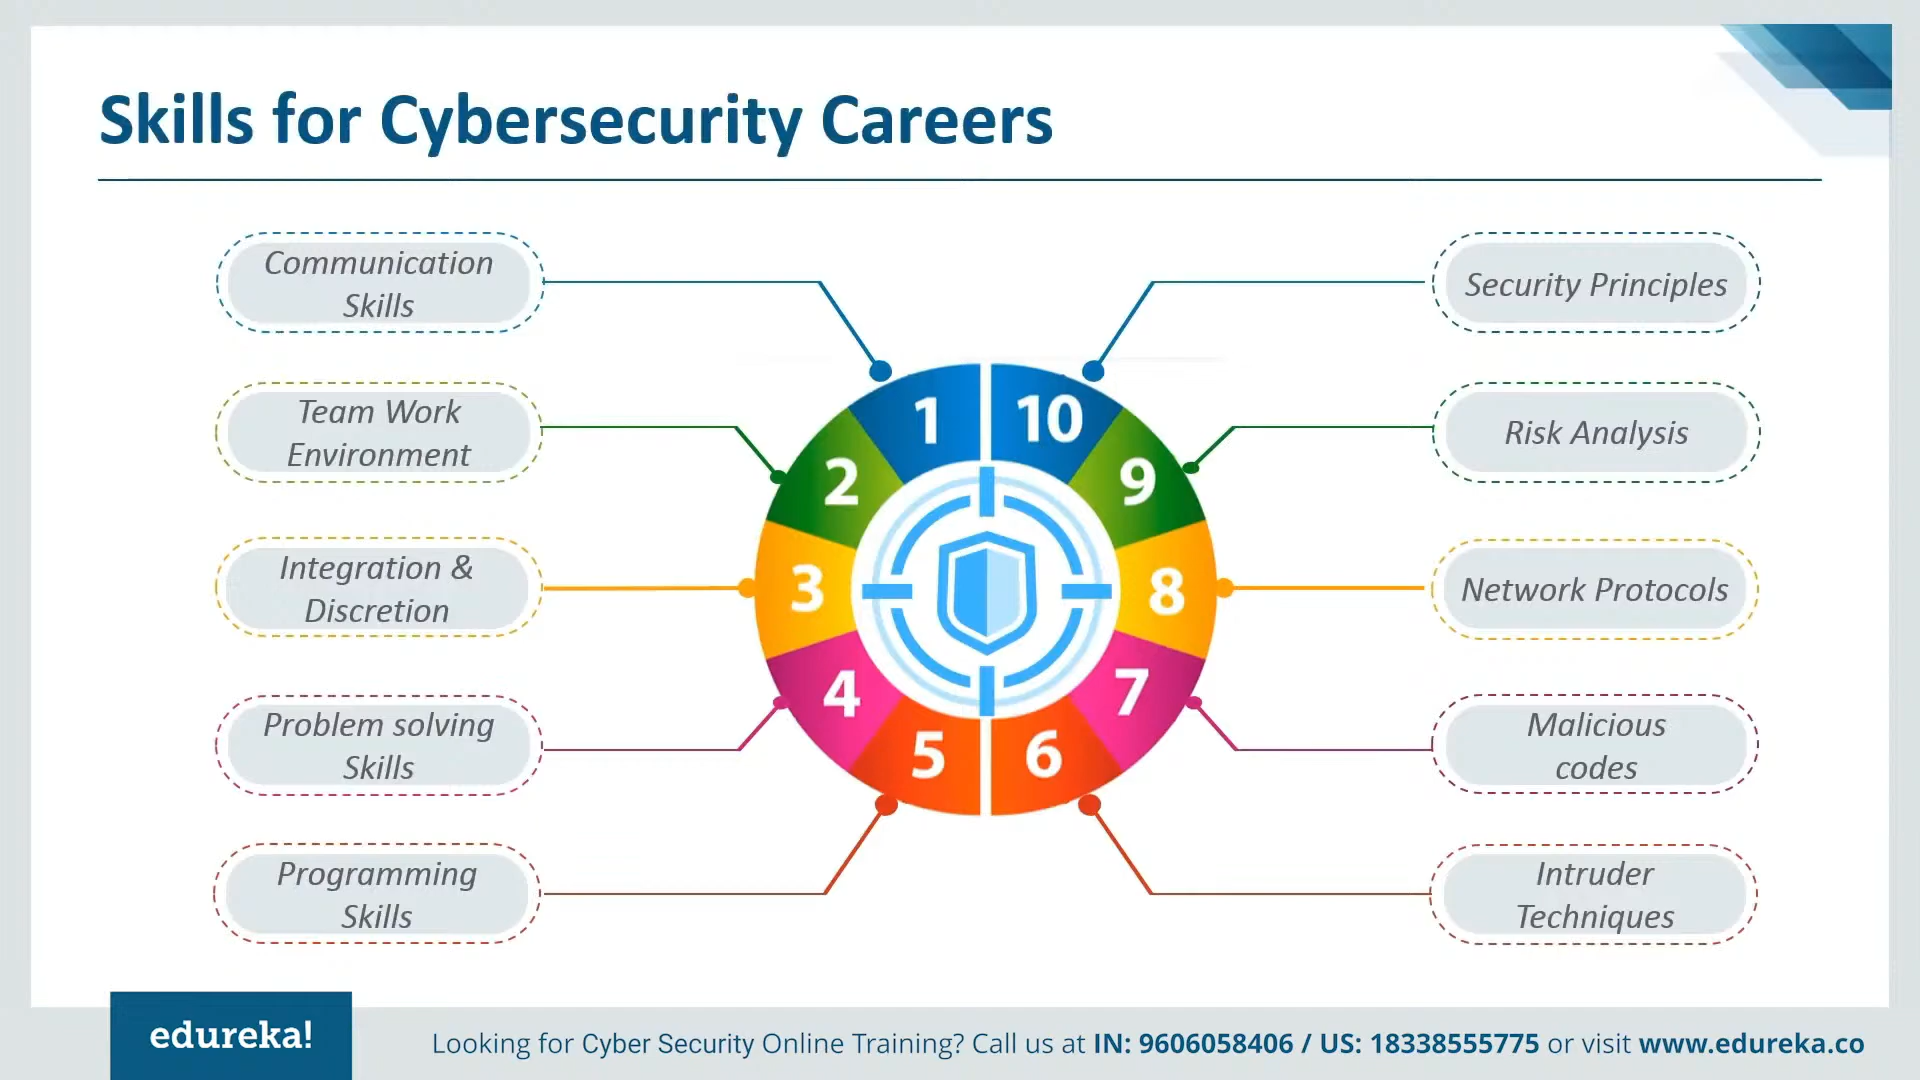 Skills for Cybersecurity Careers
Communication
Skills
Team Work
Environment
Integration &
Discretion
Problem solving
Skills
Programming
Skills
1
2
3
4
5
10
9
8
7
6
Security Principles
Risk Analysis
Network Protocols
Malicious
codes
Intruder
Techniques
edureka!
Looking for Cyber Security Online Training? Call us at IN: 9606058406 / US: 18338555775 or visit www.edureka.co